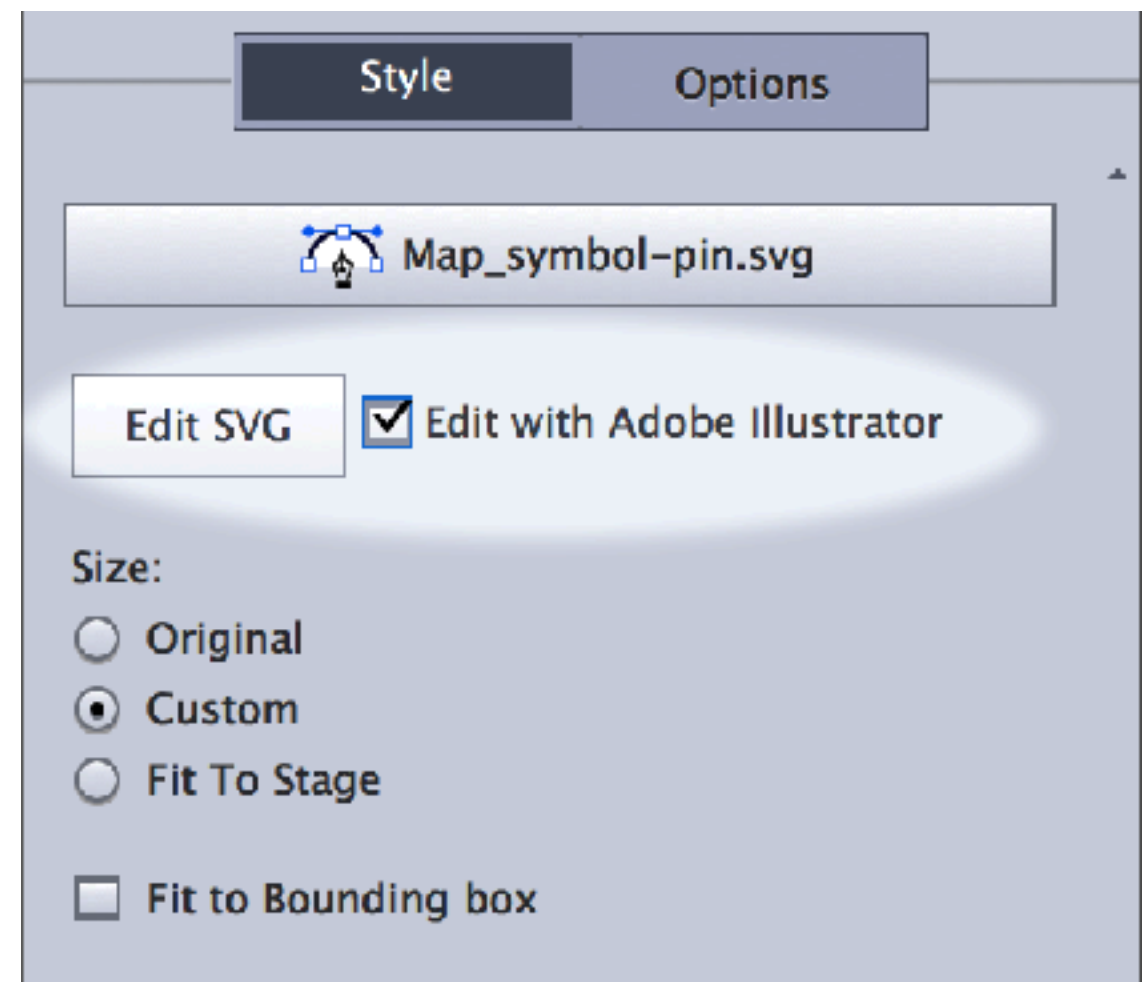 Style Options
Map_symbol-pin.svg
Edit SVG Edit with Adobe Illustrator
Size:
Original
Custom
Fit To Stage
Fit to Bounding box